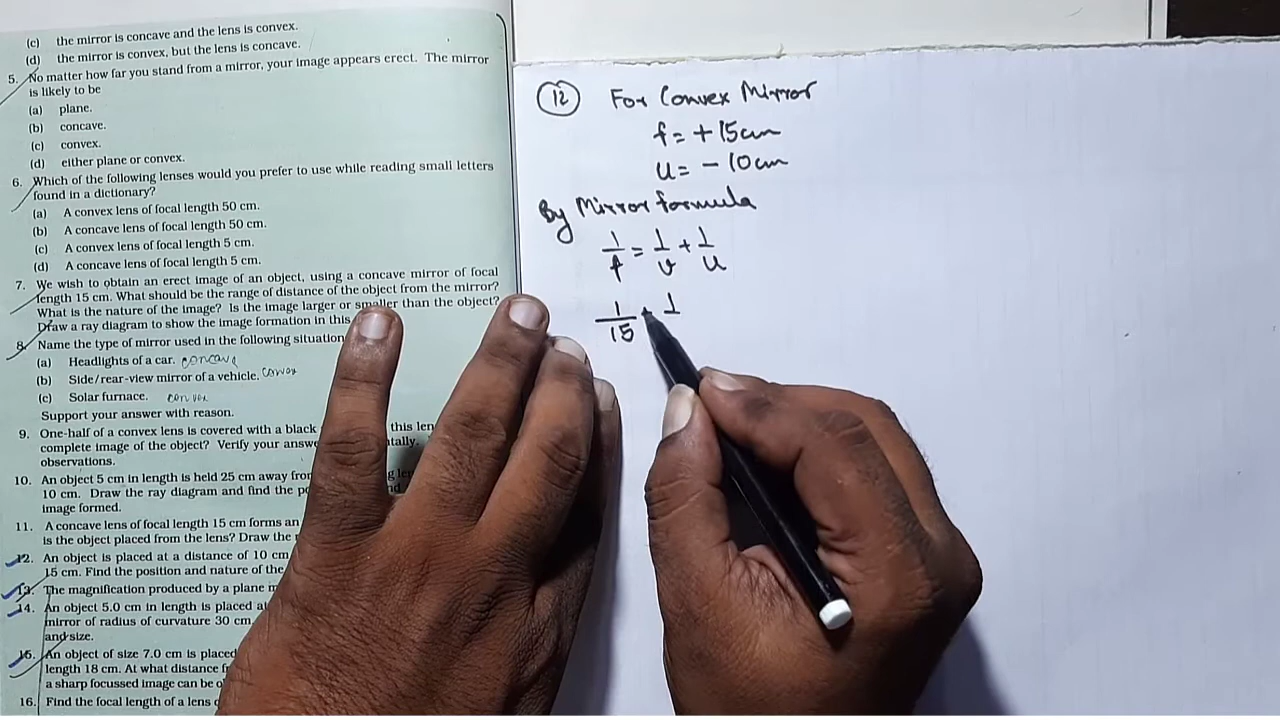 (c) the mirror is concave and the lens is convex.
(d) the mirror is convex, but the lens is concave.
5. No matter how far you stand from a mirror, your image appears erect. The mirror
is likely to be
(a) plane.
(b) concave.
(c) convex.
(d) either plane or convex.
6. Which of the following lenses would you prefer to use while reading small letters
found in a dictionary?
(a) A convex lens of focal length 50 cm.
(b) A concave lens of focal length 50 cm.
(c) A convex lens of focal length 5 cm.
(d) A concave lens of focal length 5 cm.
7. We wish to obtain an erect image of an object, using a concave mirror of focal
length 15 cm. What should be the range of distance of the object from the mirror?
What is the nature of the image? Is the image larger or smaller than the object?
Draw a ray diagram to show the image formation in this
8. Name the type of mirror used in the following situation
(a) Headlights of a car. concave
(b) Side/rear-view mirror of a vehicle. convex
(c) Solar furnace. convex
Support your answer with reason.
9. One-half of a convex lens is covered with a black this len
complete image of the object? Verify your answ tally.
observations.
10. An object 5 cm in length is held 25 cm away fro
10 cm. Draw the ray diagram and find the po
image formed.
11. A concave lens of focal length 15 cm forms an
is the object placed from the lens? Draw the
12. An object is placed at a distance of 10 cm
15 cm. Find the position and nature of the
13. The magnification produced by a plane m
14. An object 5.0 cm in length is placed at
mirror of radius of curvature 30 cm.
and size.
15. An object of size 7.0 cm is placed
length 18 cm. At what distance f
a sharp focussed image can be o
16. Find the focal length of a lens
12 For Convex Mirror
f = +15cm
u = -10cm
By Mirror formula
1/f = 1/v + 1/u
1/15 - 1